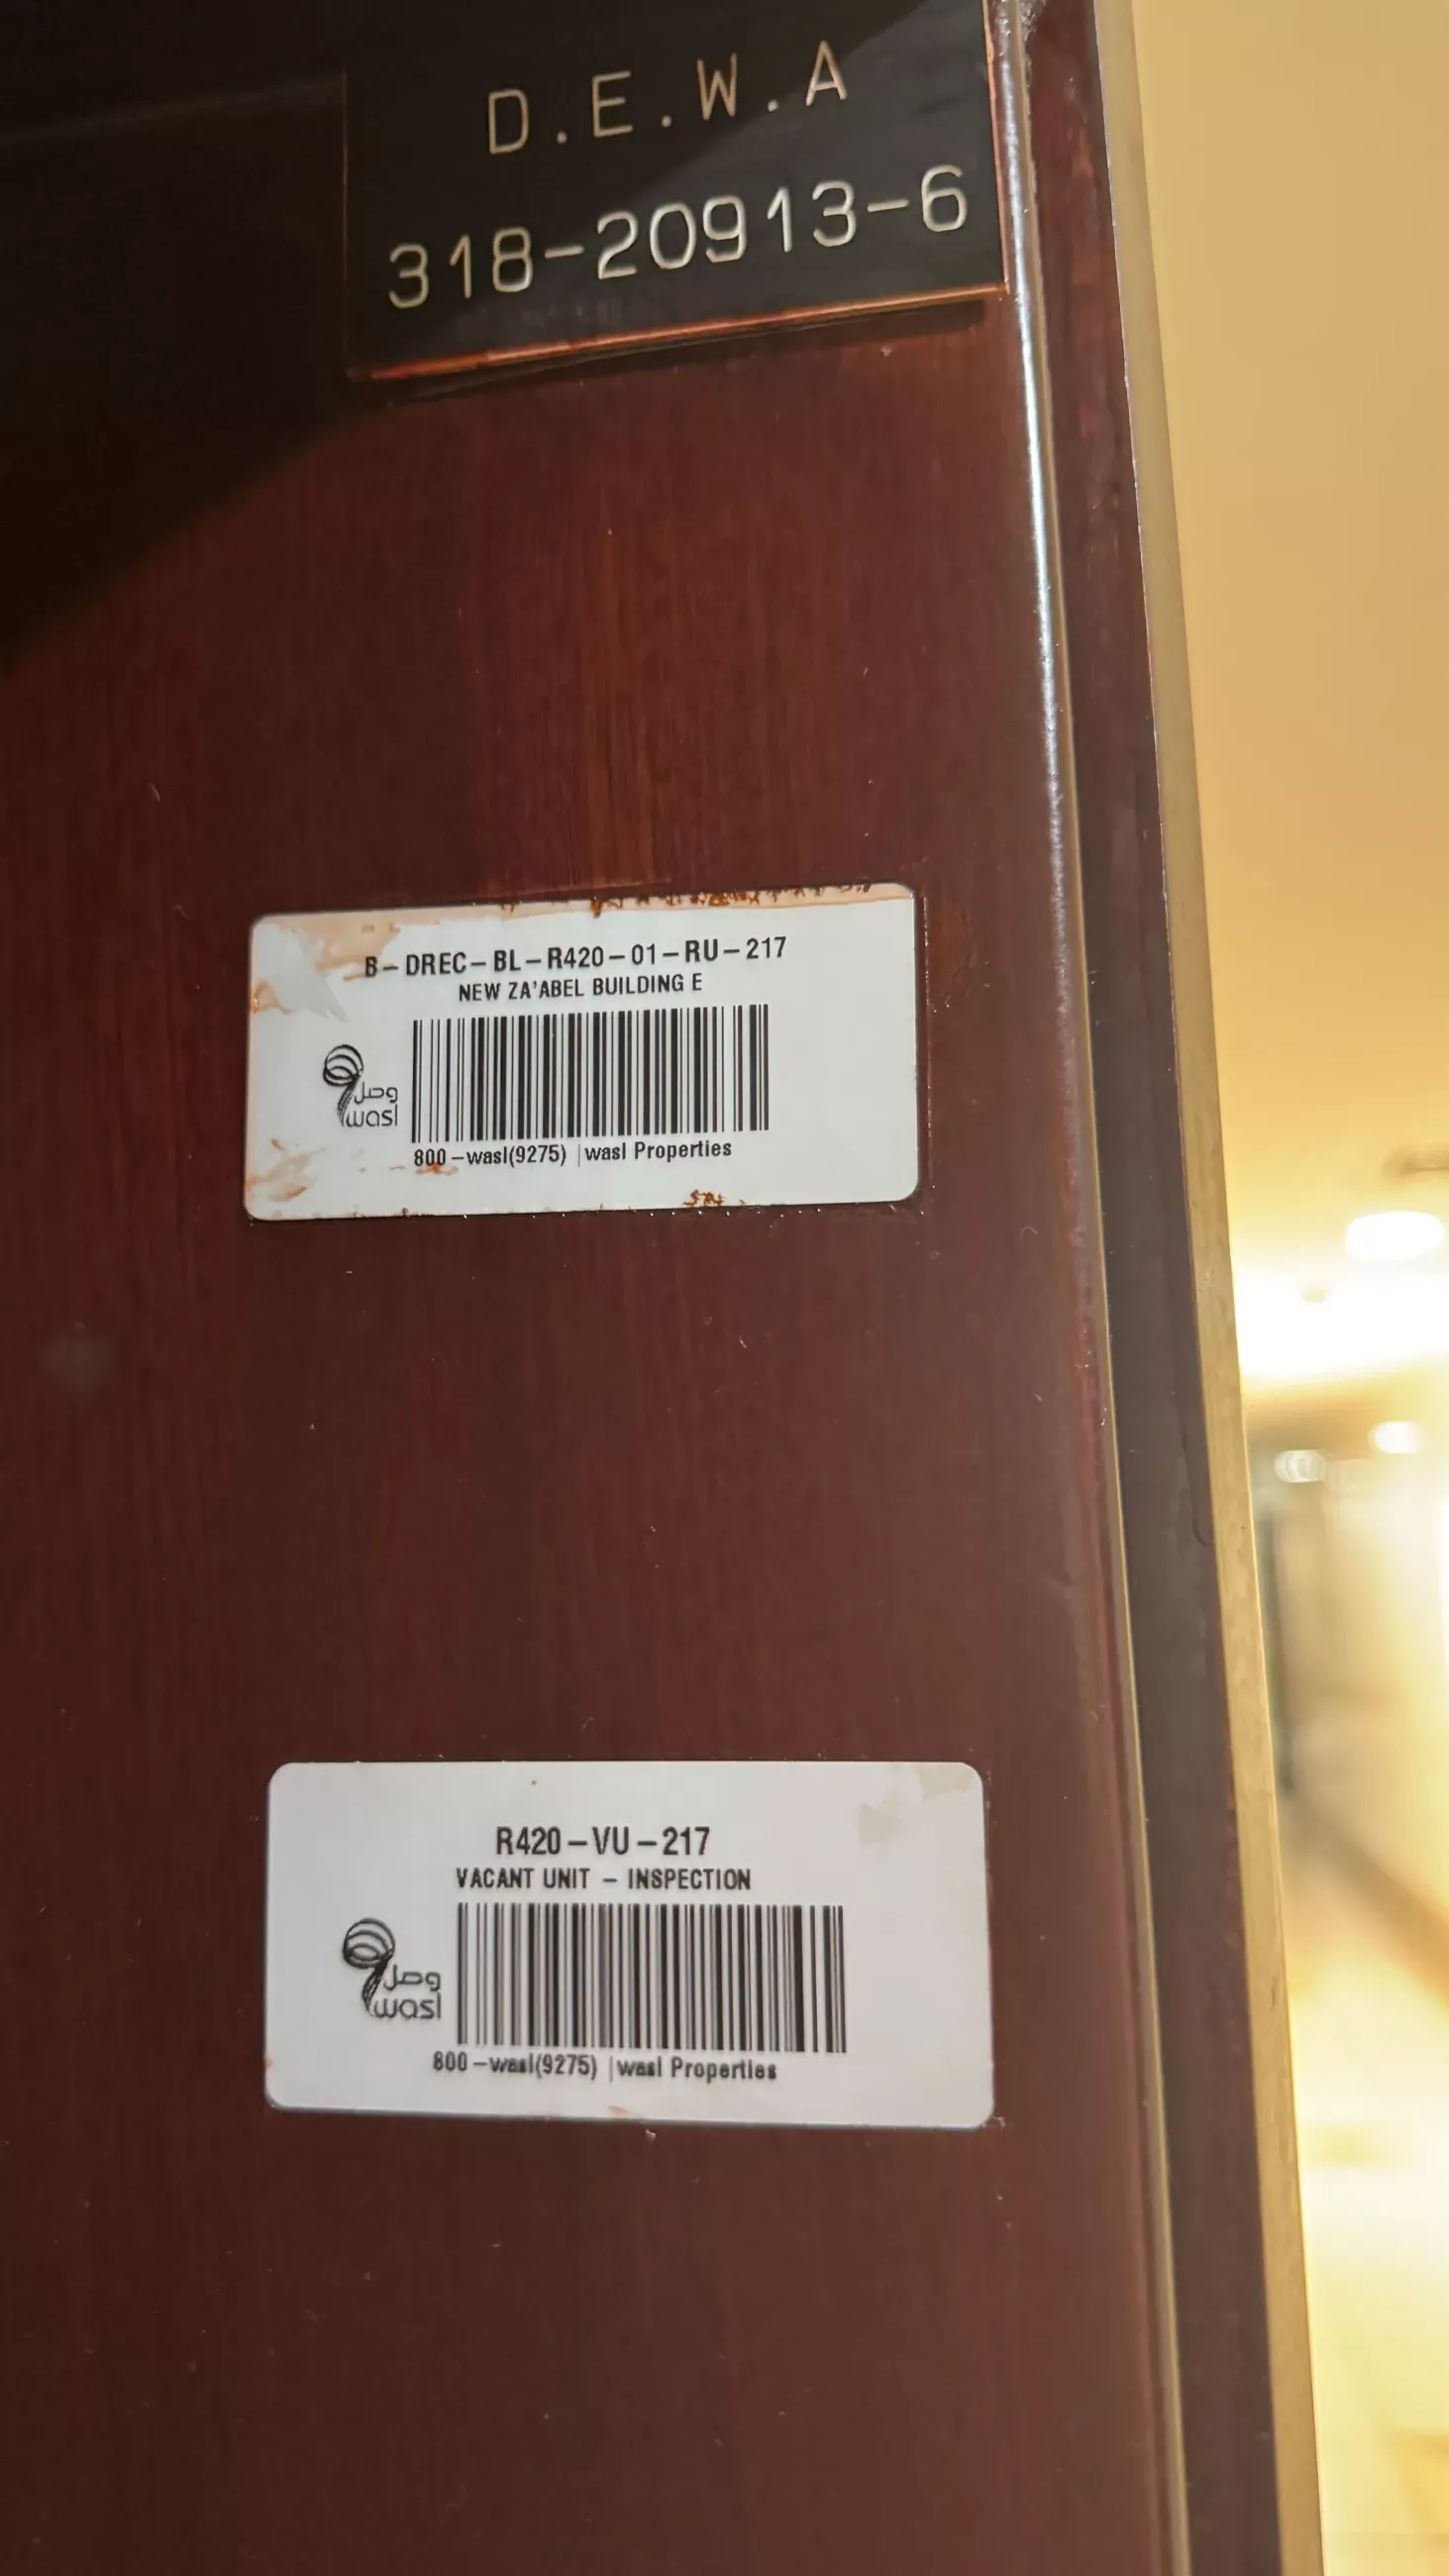 D.E.W.A
318-20913-6
B-DREC-BL-R420-01-RU-217
NEW ZA'ABEL BUILDING E
وصل
wasl
800-wasl(9275) | wasl Properties
R420-VU-217
VACANT UNIT - INSPECTION
وصل
wasl
800-wasl(9275) | wasl Properties